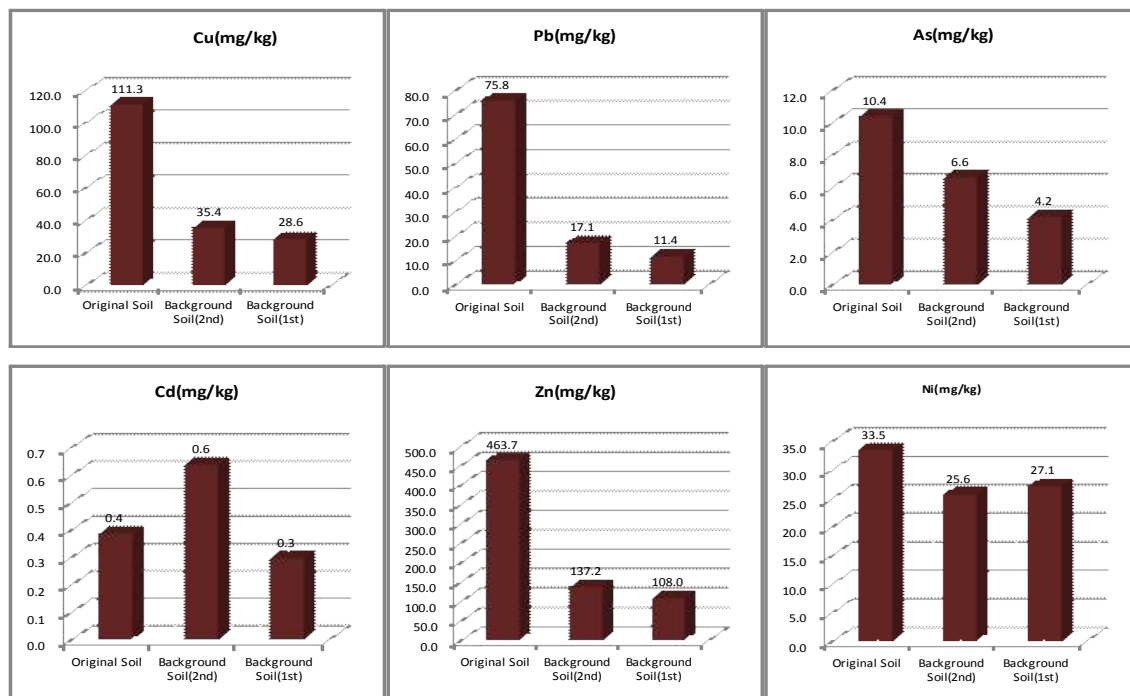 Cu(mg/kg)
120.0
100.0
80.0
60.0
40.0
20.0
0.0
111.3
35.4
28.6
Original Soil
Background Soil(2nd)
Background Soil(1st)
Pb(mg/kg)
80.0
70.0
60.0
50.0
40.0
30.0
20.0
10.0
0.0
75.8
17.1
11.4
Original Soil
Background Soil(2nd)
Background Soil(1st)
As(mg/kg)
12.0
10.0
8.0
6.0
4.0
2.0
0.0
10.4
6.6
4.2
Original Soil
Background Soil(2nd)
Background Soil(1st)
Cd(mg/kg)
0.7
0.6
0.5
0.4
0.3
0.2
0.1
0.0
0.4
0.6
0.3
Original Soil
Background Soil(2nd)
Background Soil(1st)
Zn(mg/kg)
500.0
450.0
400.0
350.0
300.0
250.0
200.0
150.0
100.0
50.0
0.0
463.7
137.2
108.0
Original Soil
Background Soil(2nd)
Background Soil(1st)
Ni(mg/kg)
35.0
30.0
25.0
20.0
15.0
10.0
5.0
0.0
33.5
25.6
27.1
Original Soil
Background Soil(2nd)
Background Soil(1st)